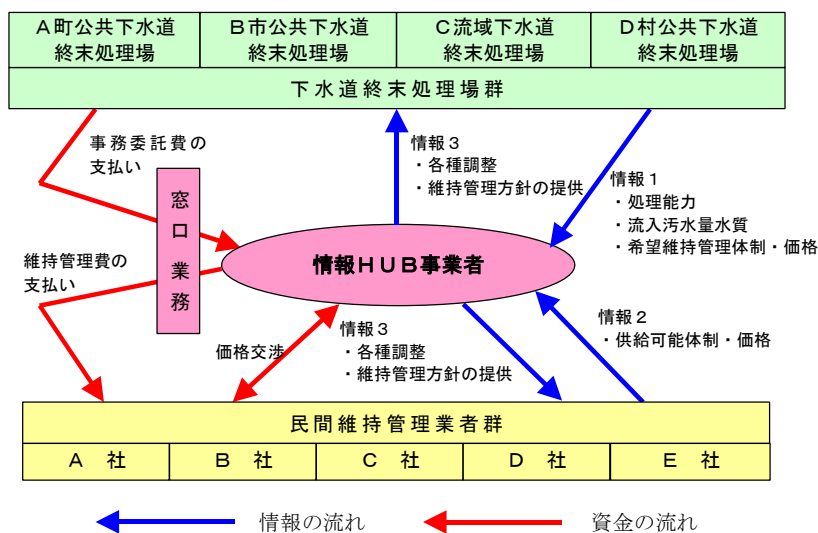 A町公共下水道
終末処理場
B市公共下水道
終末処理場
C流域下水道
終末処理場
D村公共下水道
終末処理場
下水道終末処理場群
事務委託費の
支払い
情報3
・各種調整
・維持管理方針の提供
情報1
・処理能力
・流入汚水量水質
・希望維持管理体制・価格
窓口業務
情報HUB事業者
維持管理費の
支払い
情報2
・供給可能体制・価格
価格交渉
情報3
・各種調整
・維持管理方針の提供
民間維持管理業者群
A 社
B 社
C 社
D 社
E 社
情報の流れ
資金の流れ